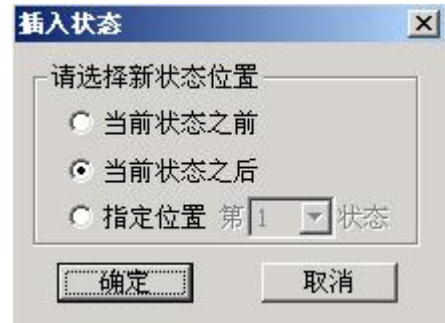 插入状态
请选择新状态位置
当前状态之前
当前状态之后
指定位置 第 1 状态
确定 取消